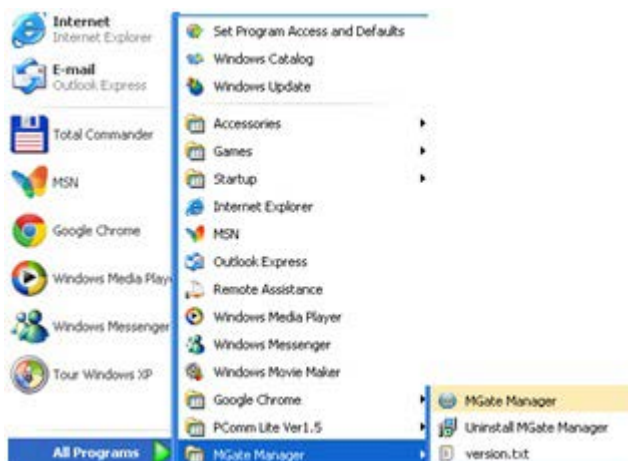 Internet
Internet Explorer
E-mail
Outlook Express
Total Commander
MSN
Google Chrome
Windows Media Play
Windows Messenger
Tour Windows XP
All Programs
Set Program Access and Defaults
Windows Catalog
Windows Update
Accessories
Games
Startup
Internet Explorer
MSN
Outlook Express
Remote Assistance
Windows Media Player
Windows Messenger
Windows Movie Maker
Google Chrome
PComm Lite Ver1.5
MGate Manager
MGate Manager
Uninstall MGate Manager
version.txt